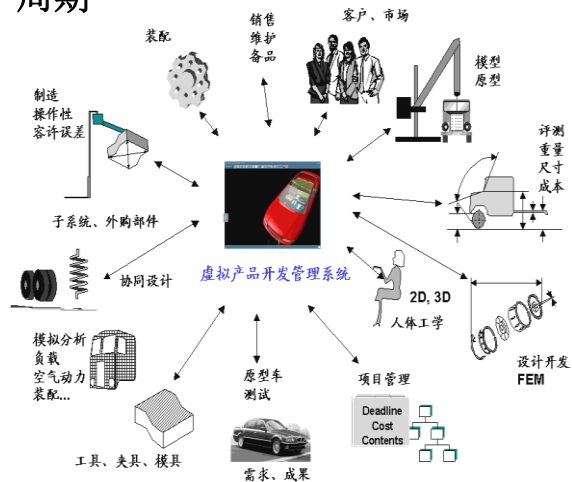 周期
装配
销售
维护
备品
客户、市场
模型
原型
制造
操作性
容许误差
评测
重量
尺寸
成本
子系统、外购部件
虚拟产品开发管理系统
协同设计
2D, 3D
人体工学
模拟分析
负载
空气动力
装配...
设计开发
FEM
原型车
测试
项目管理
Deadline
Cost
Contents
工具、夹具、模具
需求、成果